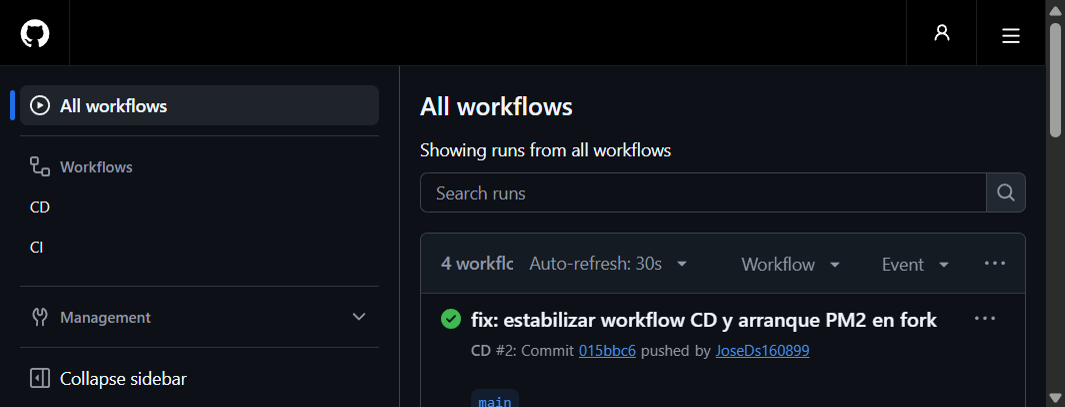 All workflows
Workflows
CD
CI
Management
Collapse sidebar
All workflows
Showing runs from all workflows
Search runs
4 workflc Auto-refresh: 30s Workflow Event
fix: estabilizar workflow CD y arranque PM2 en fork
CD #2: Commit 015bbc6 pushed by JoseDs160899
main